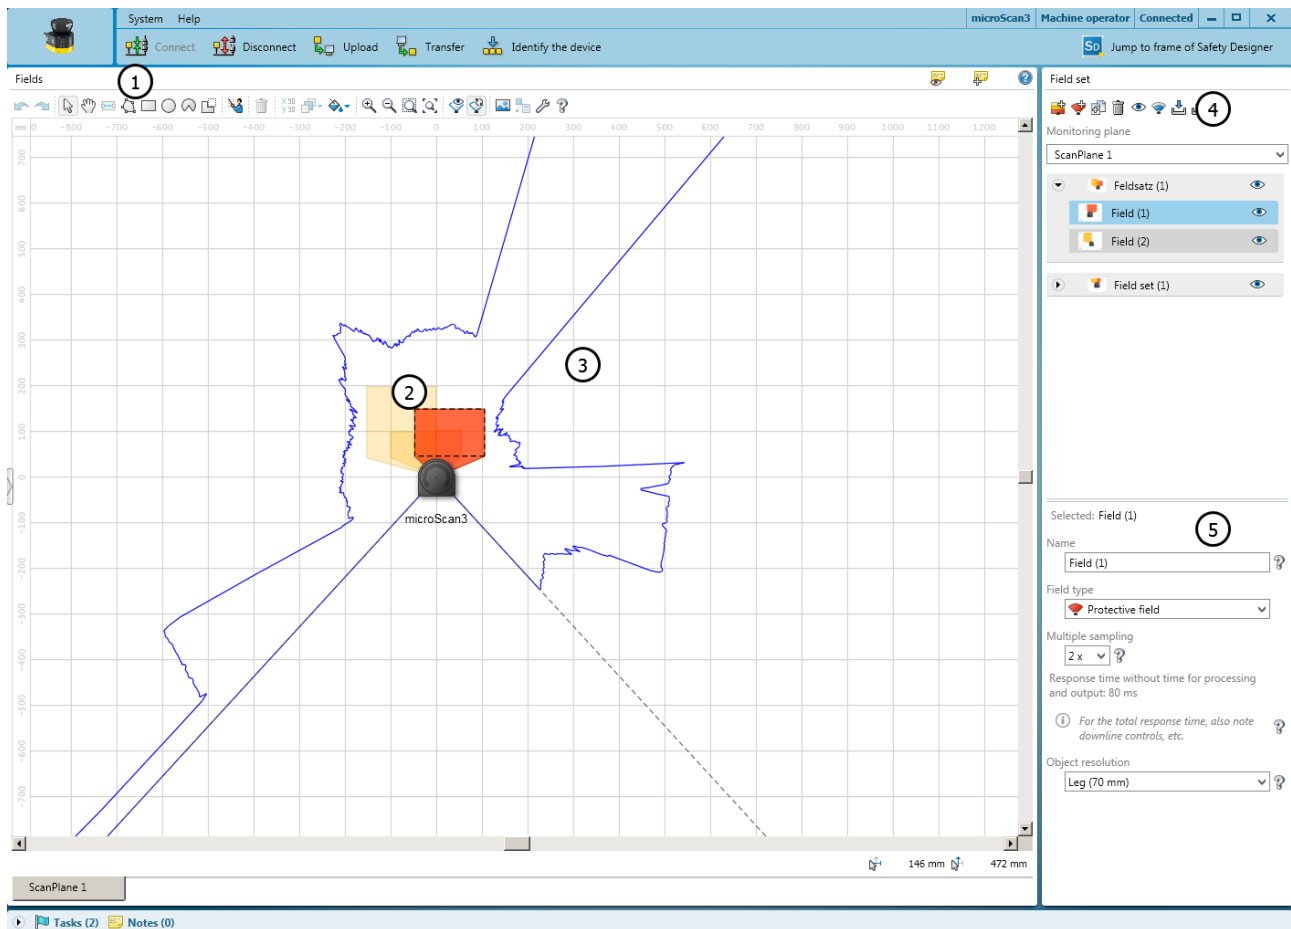 System Help
microScan3 Machine operator Connected
Connect Disconnect Upload Transfer Identify the device
SD Jump to frame of Safety Designer
Fields
1
mm 0 -800 -700 -600 -500 -400 -300 -200 -100 0 100 200 300 400 500 600 700 800 900 1000 1100 1200
700
600
500
400
300
200
100
0
-100
-200
-300
-400
-500
-600
-700
2
3
microScan3
146 mm 472 mm
ScanPlane 1
Field set
4
Monitoring plane
ScanPlane 1
Feldsatz (1)
Field (1)
Field (2)
Field set (1)
Selected: Field (1)
5
Name
Field (1)
Field type
Protective field
Multiple sampling
2 x
Response time without time for processing
and output: 80 ms
For the total response time, also note
downline controls, etc.
Object resolution
Leg (70 mm)
Tasks (2) Notes (0)